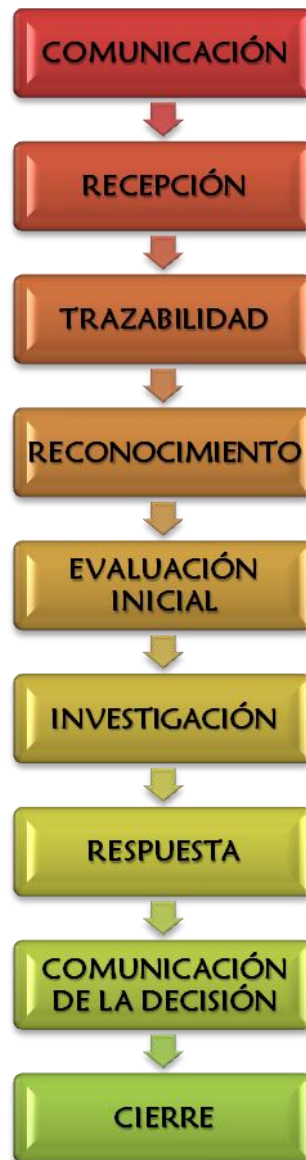 COMUNICACIÓN
RECEPCIÓN
TRAZABILIDAD
RECONOCIMIENTO
EVALUACIÓN
INICIAL
INVESTIGACIÓN
RESPUESTA
COMUNICACIÓN
DE LA DECISIÓN
CIERRE